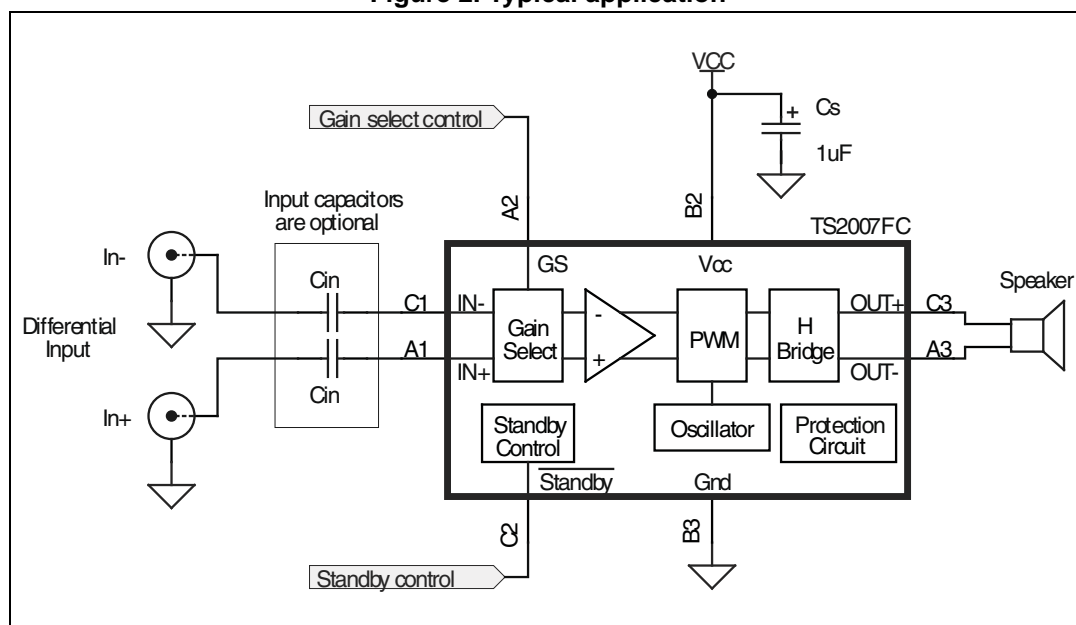 Figure 2. Typical application
VCC
Cs
+
1uF
Gain select control
A2
B2
Input capacitors
are optional
TS2007FC
In-
Cin
C1
IN-
GS
Vcc
OUT+
C3
Speaker
Differential
Input
Gain
Select
-
+
PWM
H
Bridge
A1
IN+
OUT-
A3
Cin
In+
Standby
Control
Oscillator
Protection
Circuit
Standby
Gnd
C2
B3
Standby control